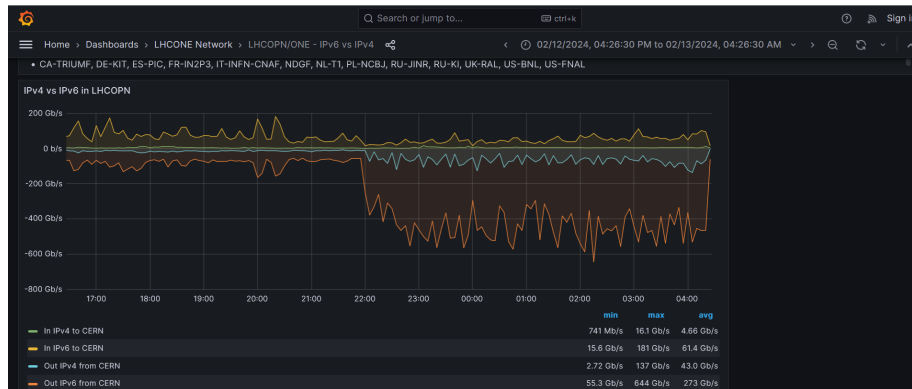 Search or jump to...
ctrl+k
Sign i
Home > Dashboards > LHCONE Network > LHCOPN/ONE - IPv6 vs IPv4
02/12/2024, 04:26:30 PM to 02/13/2024, 04:26:30 AM
• CA-TRIUMF, DE-KIT, ES-PIC, FR-IN2P3, IT-INFN-CNAF, NDGF, NL-T1, PL-NCBJ, RU-JINR, RU-KI, UK-RAL, US-BNL, US-FNAL
IPv4 vs IPv6 in LHCOPN
200 Gb/s
0 b/s
-200 Gb/s
-400 Gb/s
-600 Gb/s
-800 Gb/s
17:00 18:00 19:00 20:00 21:00 22:00 23:00 00:00 01:00 02:00 03:00 04:00
min max avg
In IPv4 to CERN 741 Mb/s 16.1 Gb/s 4.66 Gb/s
In IPv6 to CERN 15.6 Gb/s 181 Gb/s 61.4 Gb/s
Out IPv4 from CERN 2.72 Gb/s 137 Gb/s 43.0 Gb/s
Out IPv6 from CERN 55.3 Gb/s 644 Gb/s 273 Gb/s